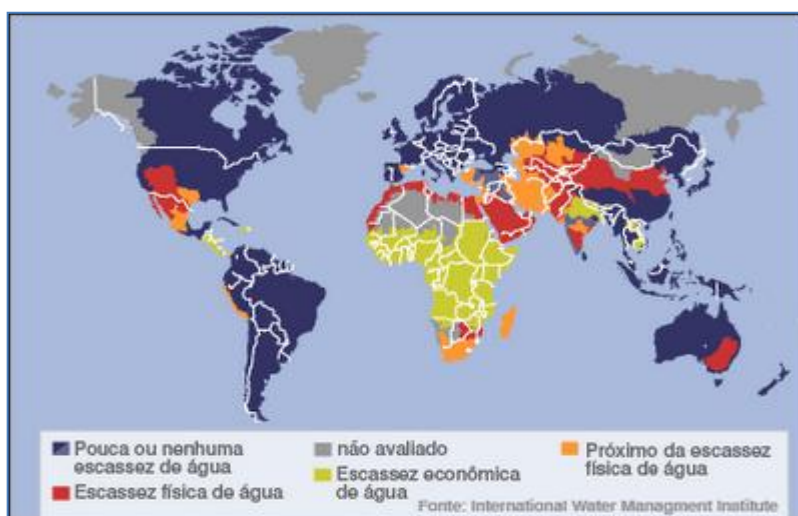 Pouca ou nenhuma
escassez de água
Escassez física de água
não avaliado
Escassez econômica
de água
Próximo da escassez
física de água
Fonte: International Water Managment Institute